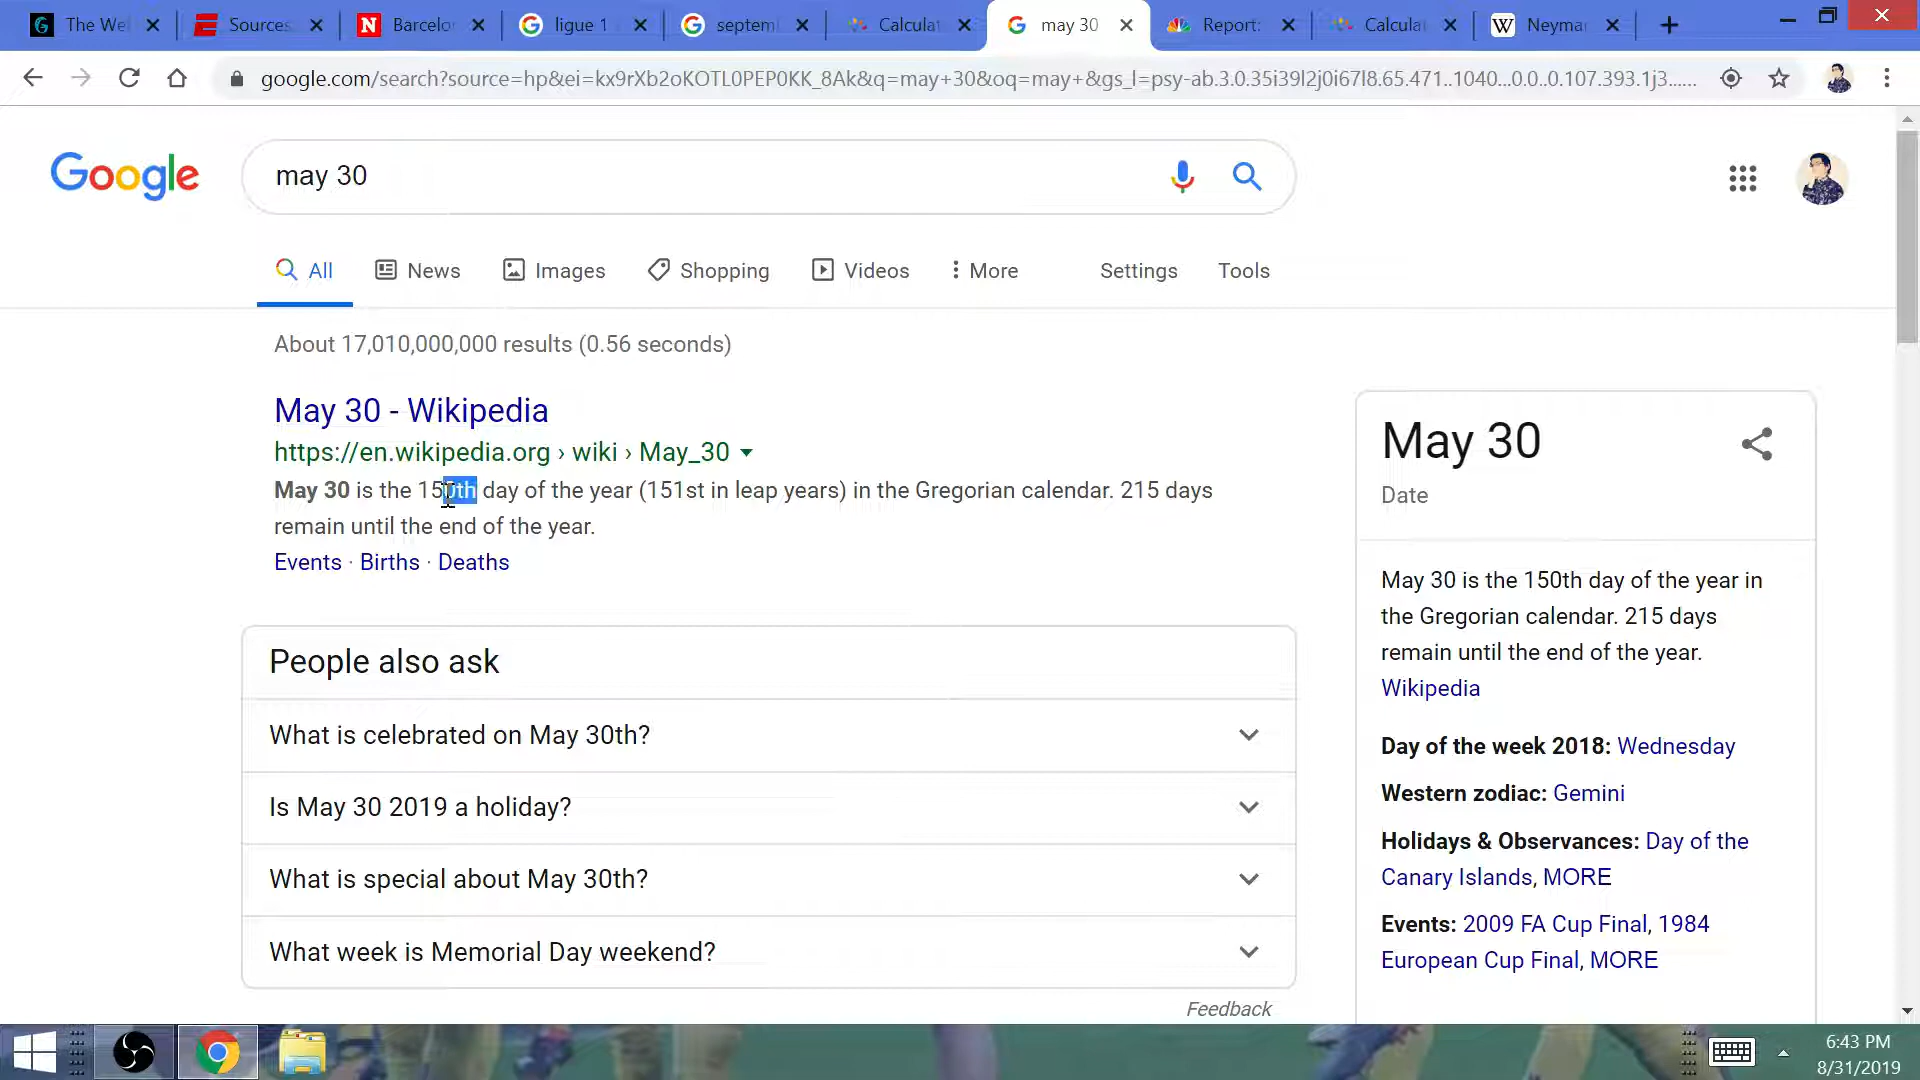 The Wel
Sources:
Barcelo
ligue 1
septem
Calculat
may 30
Report:
Calculat
Neyma
google.com/search?source=hp&ei=kx9rXb2oKOTL0PEP0KK_8Ak&q=may+30&oq=may+&gs_l=psy-ab.3.0.35i39l2j0i67l8.65.471..1040...0.0..0.107.393.1j3......
Google
may 30
All
News
Images
Shopping
Videos
More
Settings
Tools
About 17,010,000,000 results (0.56 seconds)
May 30 - Wikipedia
https://en.wikipedia.org › wiki › May_30
May 30 is the 150th day of the year (151st in leap years) in the Gregorian calendar. 215 days
remain until the end of the year.
Events · Births · Deaths
People also ask
What is celebrated on May 30th?
Is May 30 2019 a holiday?
What is special about May 30th?
What week is Memorial Day weekend?
Feedback
May 30
Date
May 30 is the 150th day of the year in
the Gregorian calendar. 215 days
remain until the end of the year.
Wikipedia
Day of the week 2018: Wednesday
Western zodiac: Gemini
Holidays & Observances: Day of the
Canary Islands, MORE
Events: 2009 FA Cup Final, 1984
European Cup Final, MORE
6:43 PM
8/31/2019